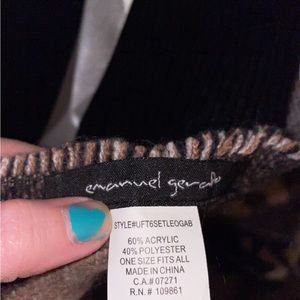 emanuel geraldo
STYLE#UFT6SETLEOGAB
60% ACRYLIC
40% POLYESTER
ONE SIZE FITS ALL
MADE IN CHINA
C.A.# 07271
R.N.# 109861